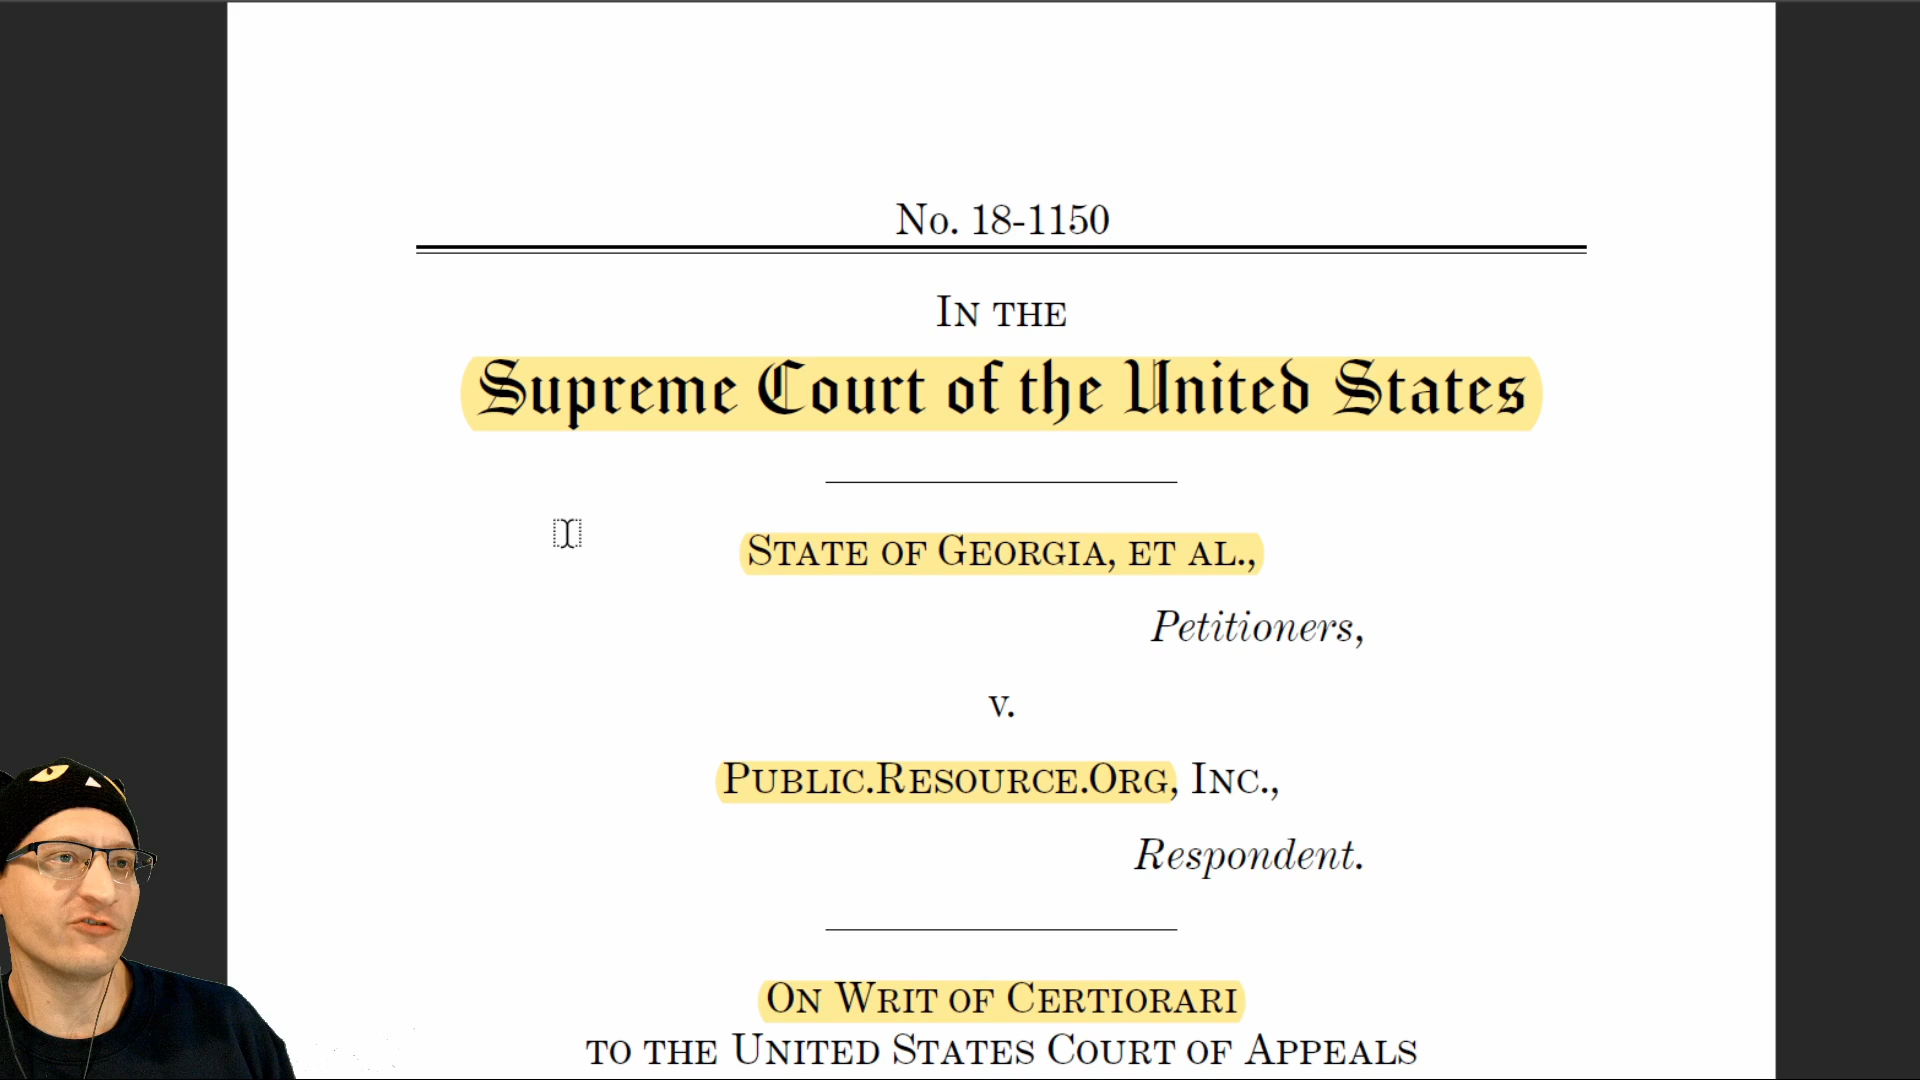 No. 18-1150
IN THE
Supreme Court of the United States
STATE OF GEORGIA, ET AL.,
Petitioners,
v.
PUBLIC.RESOURCE.ORG, INC.,
Respondent.
ON WRIT OF CERTIORARI
TO THE UNITED STATES COURT OF APPEALS